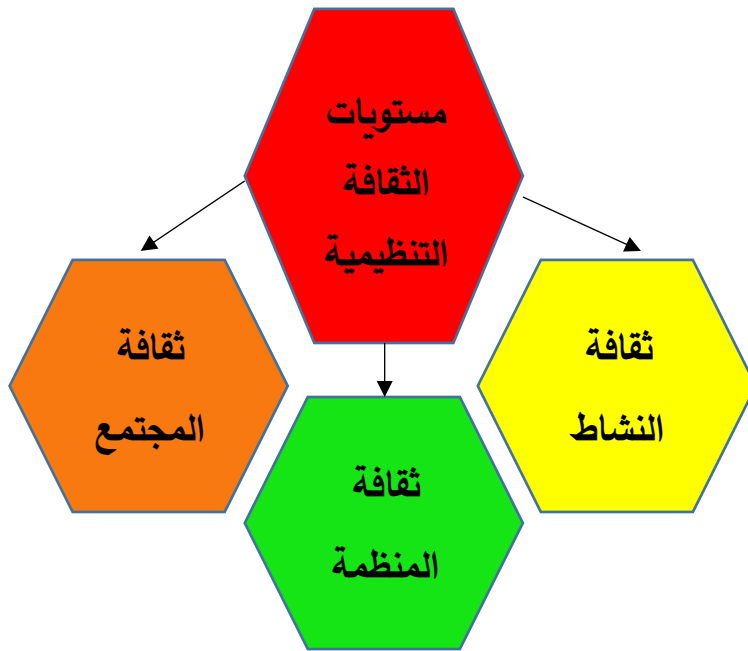 مستويات
الثقافة
التنظيمية
ثقافة
النشاط
ثقافة
المنظمة
ثقافة
المجتمع